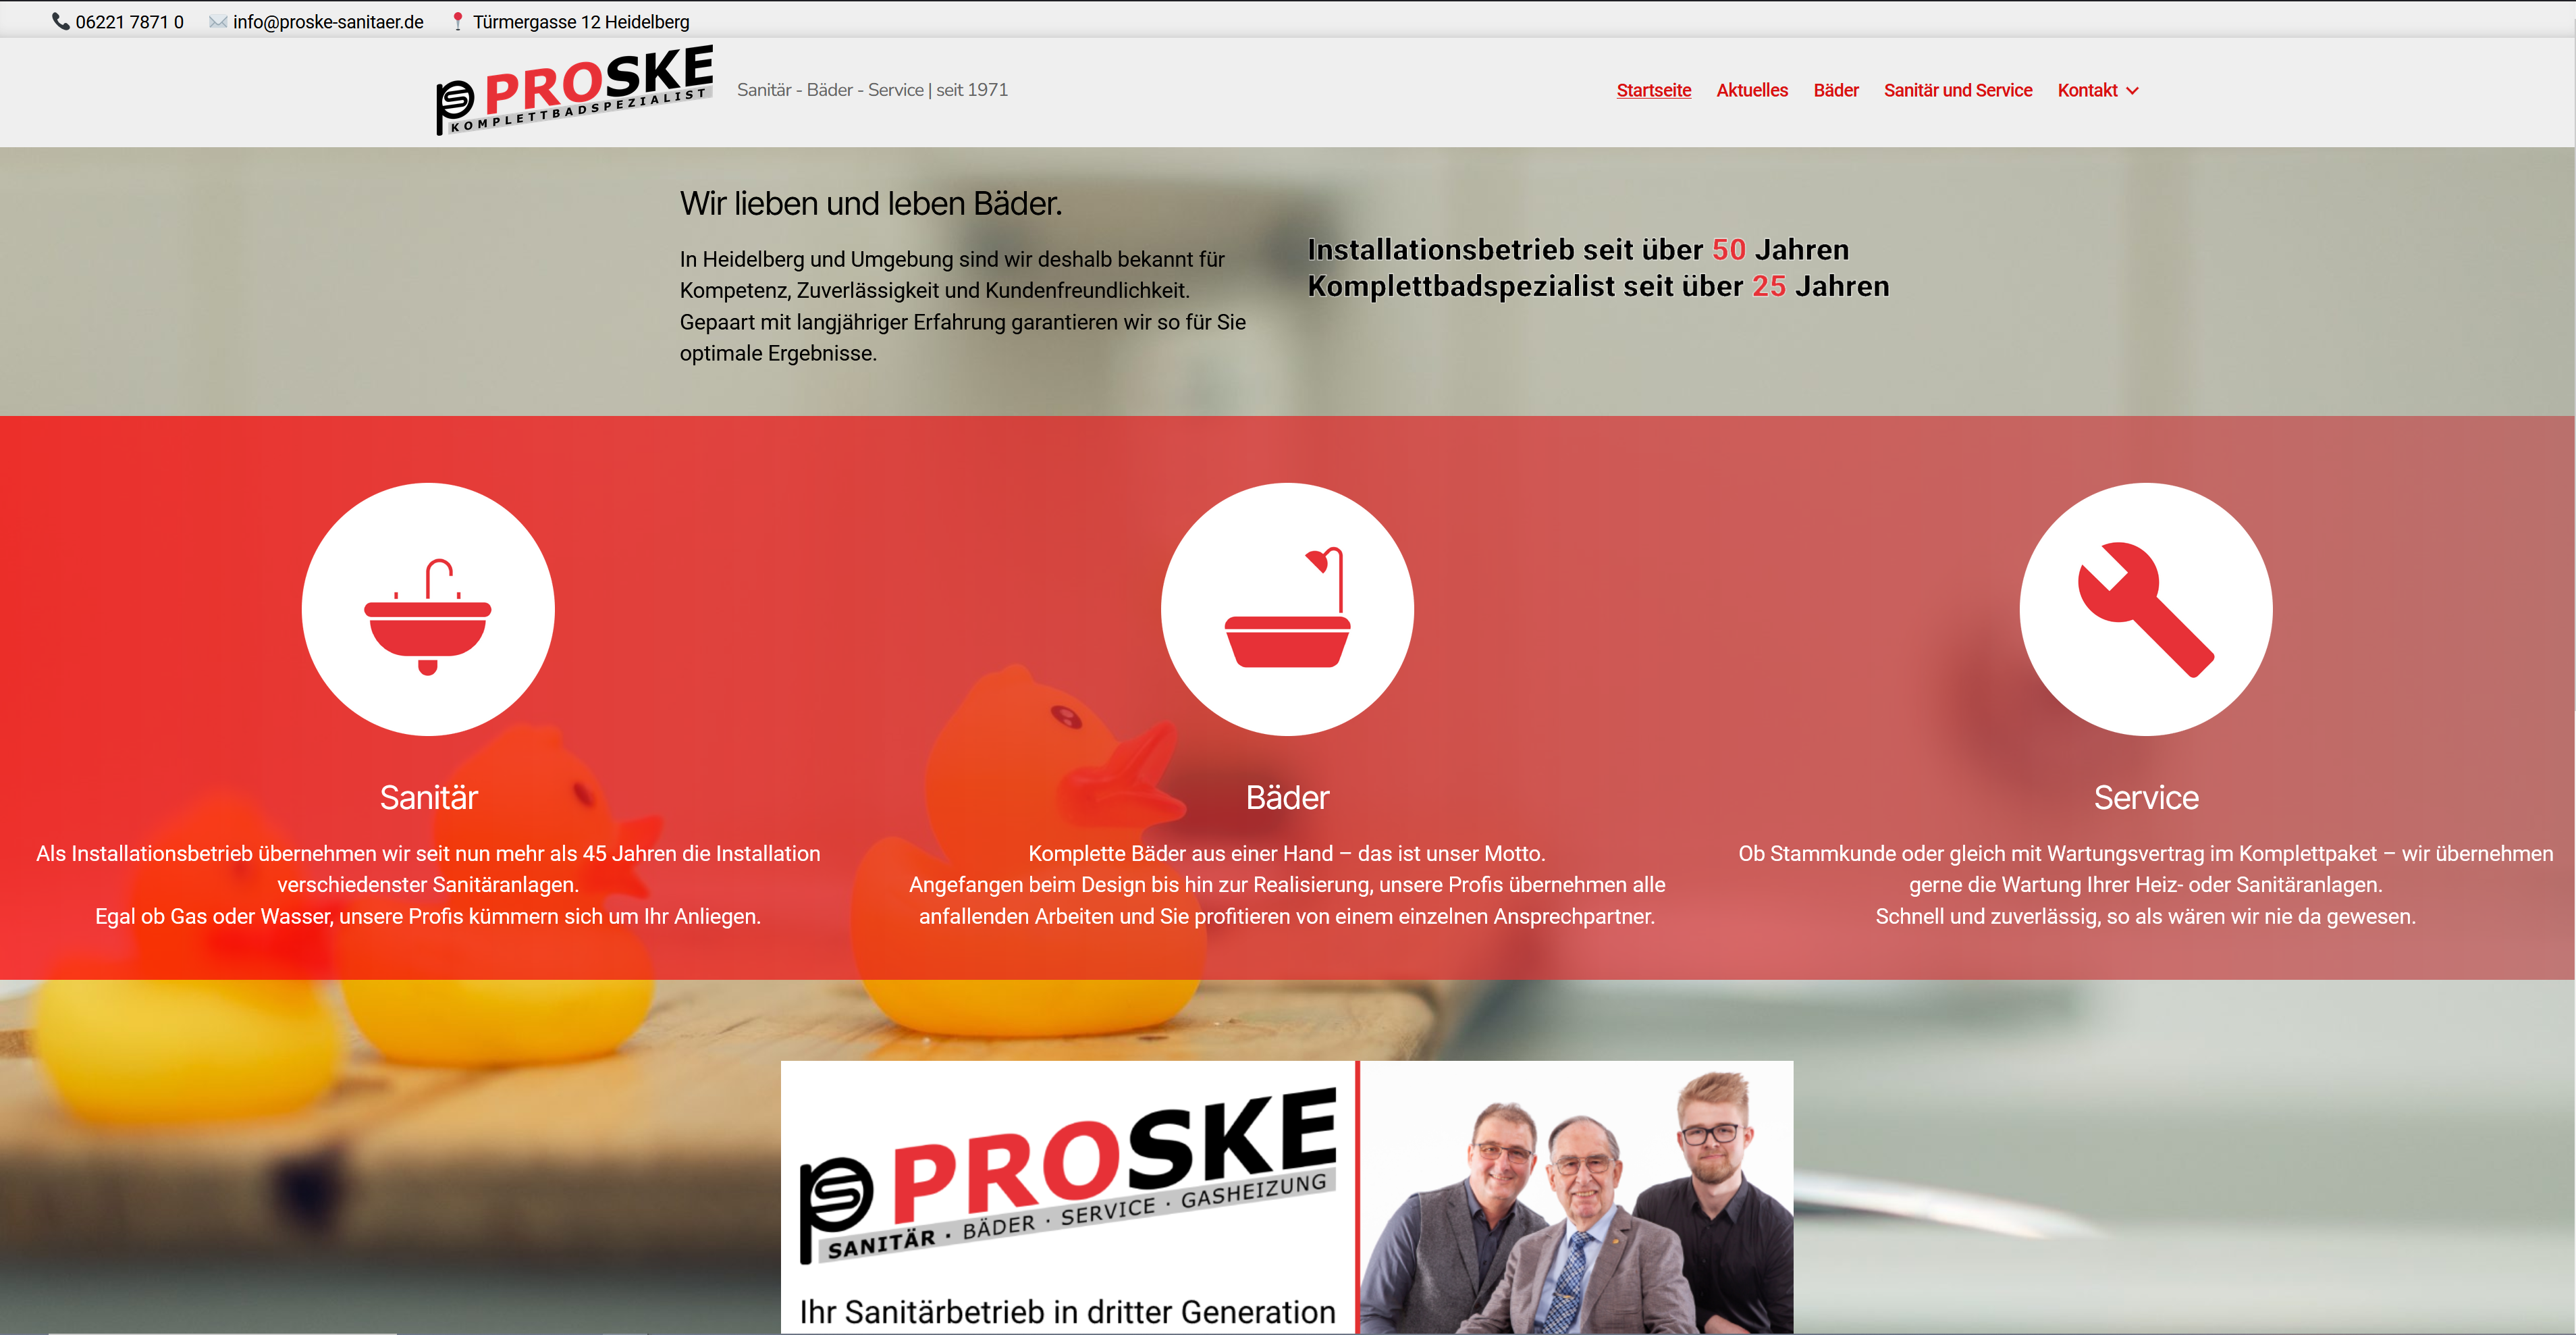 06221 7871 0 info@proske-sanitaer.de Türmergasse 12 Heidelberg
PROSKE
KOMPLETTBADSPEZIALIST
Sanitär - Bäder - Service | seit 1971
Startseite Aktuelles Bäder Sanitär und Service Kontakt
Wir lieben und leben Bäder.
In Heidelberg und Umgebung sind wir deshalb bekannt für
Kompetenz, Zuverlässigkeit und Kundenfreundlichkeit.
Gepaart mit langjähriger Erfahrung garantieren wir so für Sie
optimale Ergebnisse.
Installationsbetrieb seit über 50 Jahren
Komplettbadspezialist seit über 25 Jahren
Sanitär
Als Installationsbetrieb übernehmen wir seit nun mehr als 45 Jahren die Installation
verschiedenster Sanitäranlagen.
Egal ob Gas oder Wasser, unsere Profis kümmern sich um Ihr Anliegen.
Bäder
Komplette Bäder aus einer Hand – das ist unser Motto.
Angefangen beim Design bis hin zur Realisierung, unsere Profis übernehmen alle
anfallenden Arbeiten und Sie profitieren von einem einzelnen Ansprechpartner.
Service
Ob Stammkunde oder gleich mit Wartungsvertrag im Komplettpaket – wir übernehmen
gerne die Wartung Ihrer Heiz- oder Sanitäranlagen.
Schnell und zuverlässig, so als wären wir nie da gewesen.
PROSKE
SANITÄR · BÄDER · SERVICE · GASHEIZUNG
Ihr Sanitärbetrieb in dritter Generation